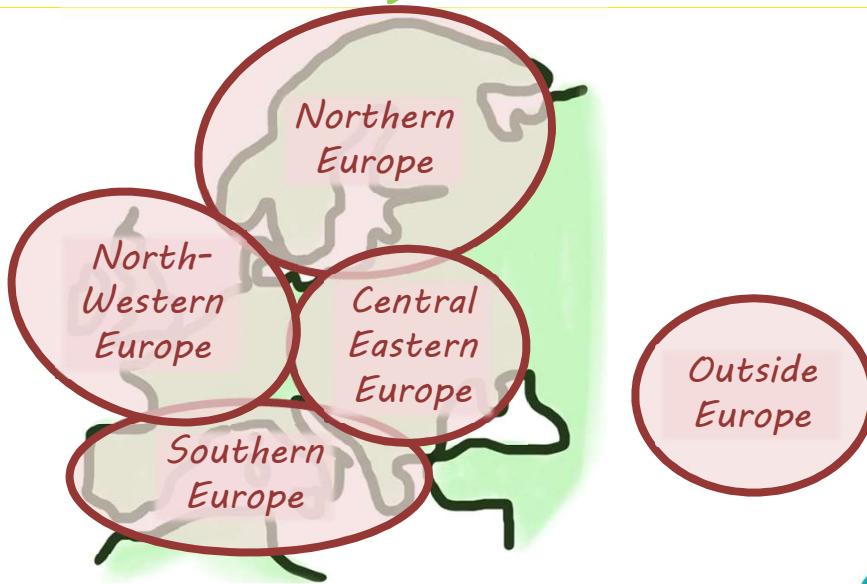 Northern
Europe
North-
Western
Europe
Central
Eastern
Europe
Outside
Europe
Southern
Europe